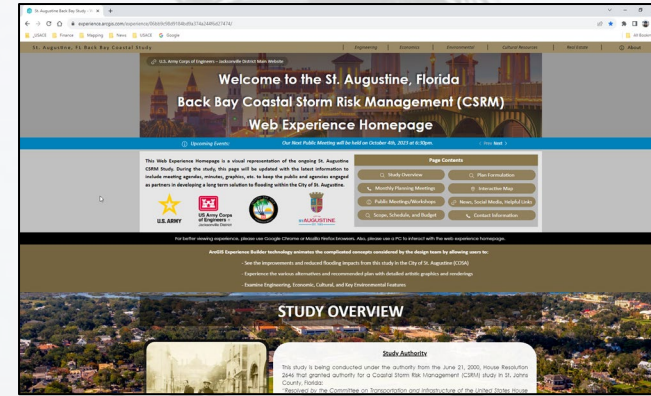 St. Augustine Back Bay Study
experience.arcgis.com/experience/
_USACE
Finance
Mapping
News
USACE
Google
All Bookmarks
St. Augustine, FL Back Bay Coastal Study
Engineering
Economics
Environmental
Cultural Resources
Real Estate
About
U.S. Army Corps of Engineers - Jacksonville District Main Website
Welcome to the St. Augustine, Florida
Back Bay Coastal Storm Risk Management (CSRM)
Web Experience Homepage
Upcoming Events:
Our Next Public Meeting will be held on October 4th, 2023 at 6:30pm.
Next
This Web Experience Homepage is a visual representation of the ongoing St. Augustine
CSRM Study. During the study, this page will be updated with the latest information to
include meeting agendas, minutes, graphics, etc. to keep the public and agencies engaged
as partners in developing a long term solution to flooding within the City of St. Augustine.
U.S. ARMY
US Army Corps
of Engineers
Jacksonville District
ST. AUGUSTINE
Page Contents
Study Overview
Plan Formulation
Monthly Planning Meetings
Interactive Map
Public Meetings/Workshops
News, Social Media, Helpful Links
Scope, Schedule, and Budget
Contact Information
For better viewing experience, please use Google Chrome or Mozilla Firefox browsers. Also, please use a PC to interact with the web experience homepage.
ArcGIS Experience Builder technology animates the complicated concepts considered by the design team by allowing users to:
- See the improvements and reduced flooding impacts from this study in the City of St. Augustine (COSA)
- Experience the various alternatives and recommended plan with detailed artistic graphics and renderings
- Examine Engineering, Economic, Cultural, and Key Environmental Features
STUDY OVERVIEW
Study Authority
This study is being conducted under the authority from the June 21, 2000, House Resolution
2646 that granted authority for a Coastal Storm Risk Management (CSRM) study in St. Johns
County, Florida:
"Resolved by the Committee on Transportation and Infrastructure of the United States House